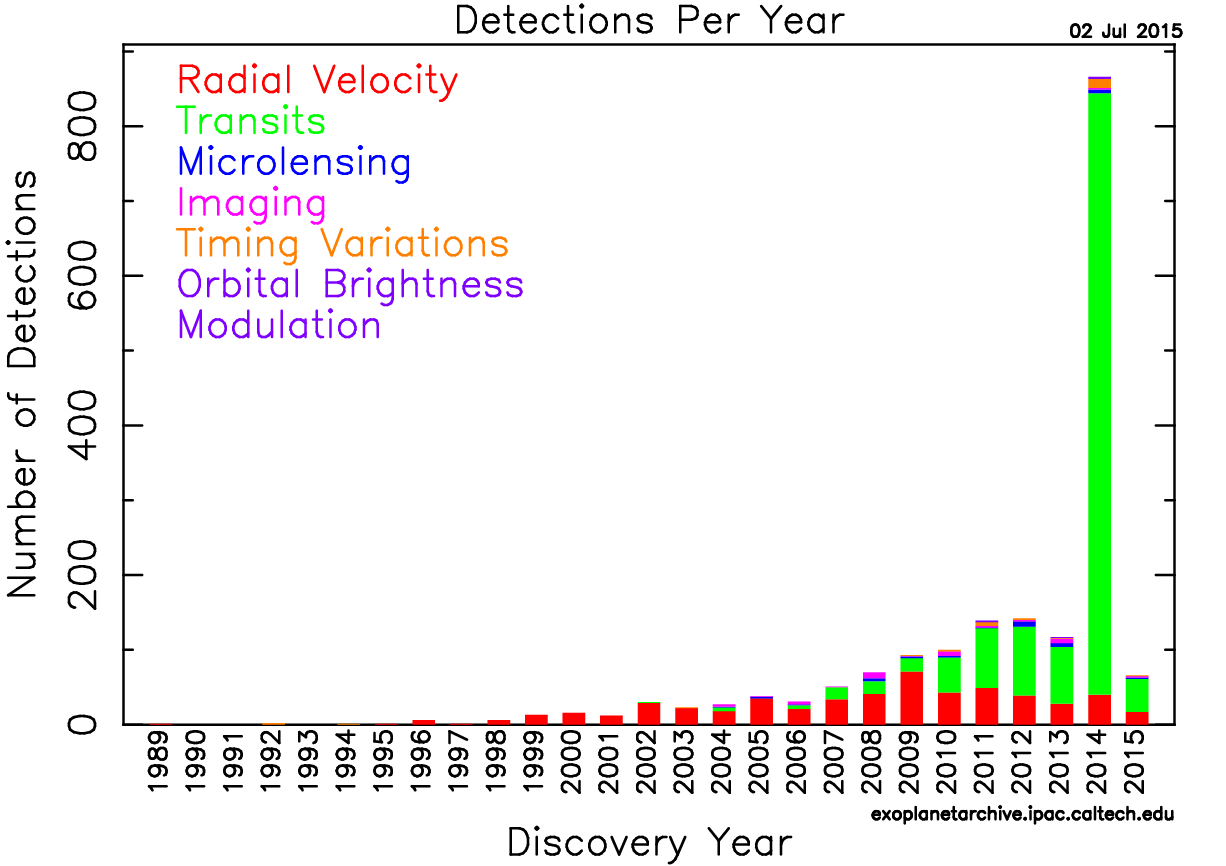 Detections Per Year
02 Jul 2015
Radial Velocity
Transits
Microlensing
Imaging
Timing Variations
Orbital Brightness
Modulation
Number of Detections
800
600
400
200
0
1989
1990
1991
1992
1993
1994
1995
1996
1997
1998
1999
2000
2001
2002
2003
2004
2005
2006
2007
2008
2009
2010
2011
2012
2013
2014
2015
exoplanetarchive.ipac.caltech.edu
Discovery Year